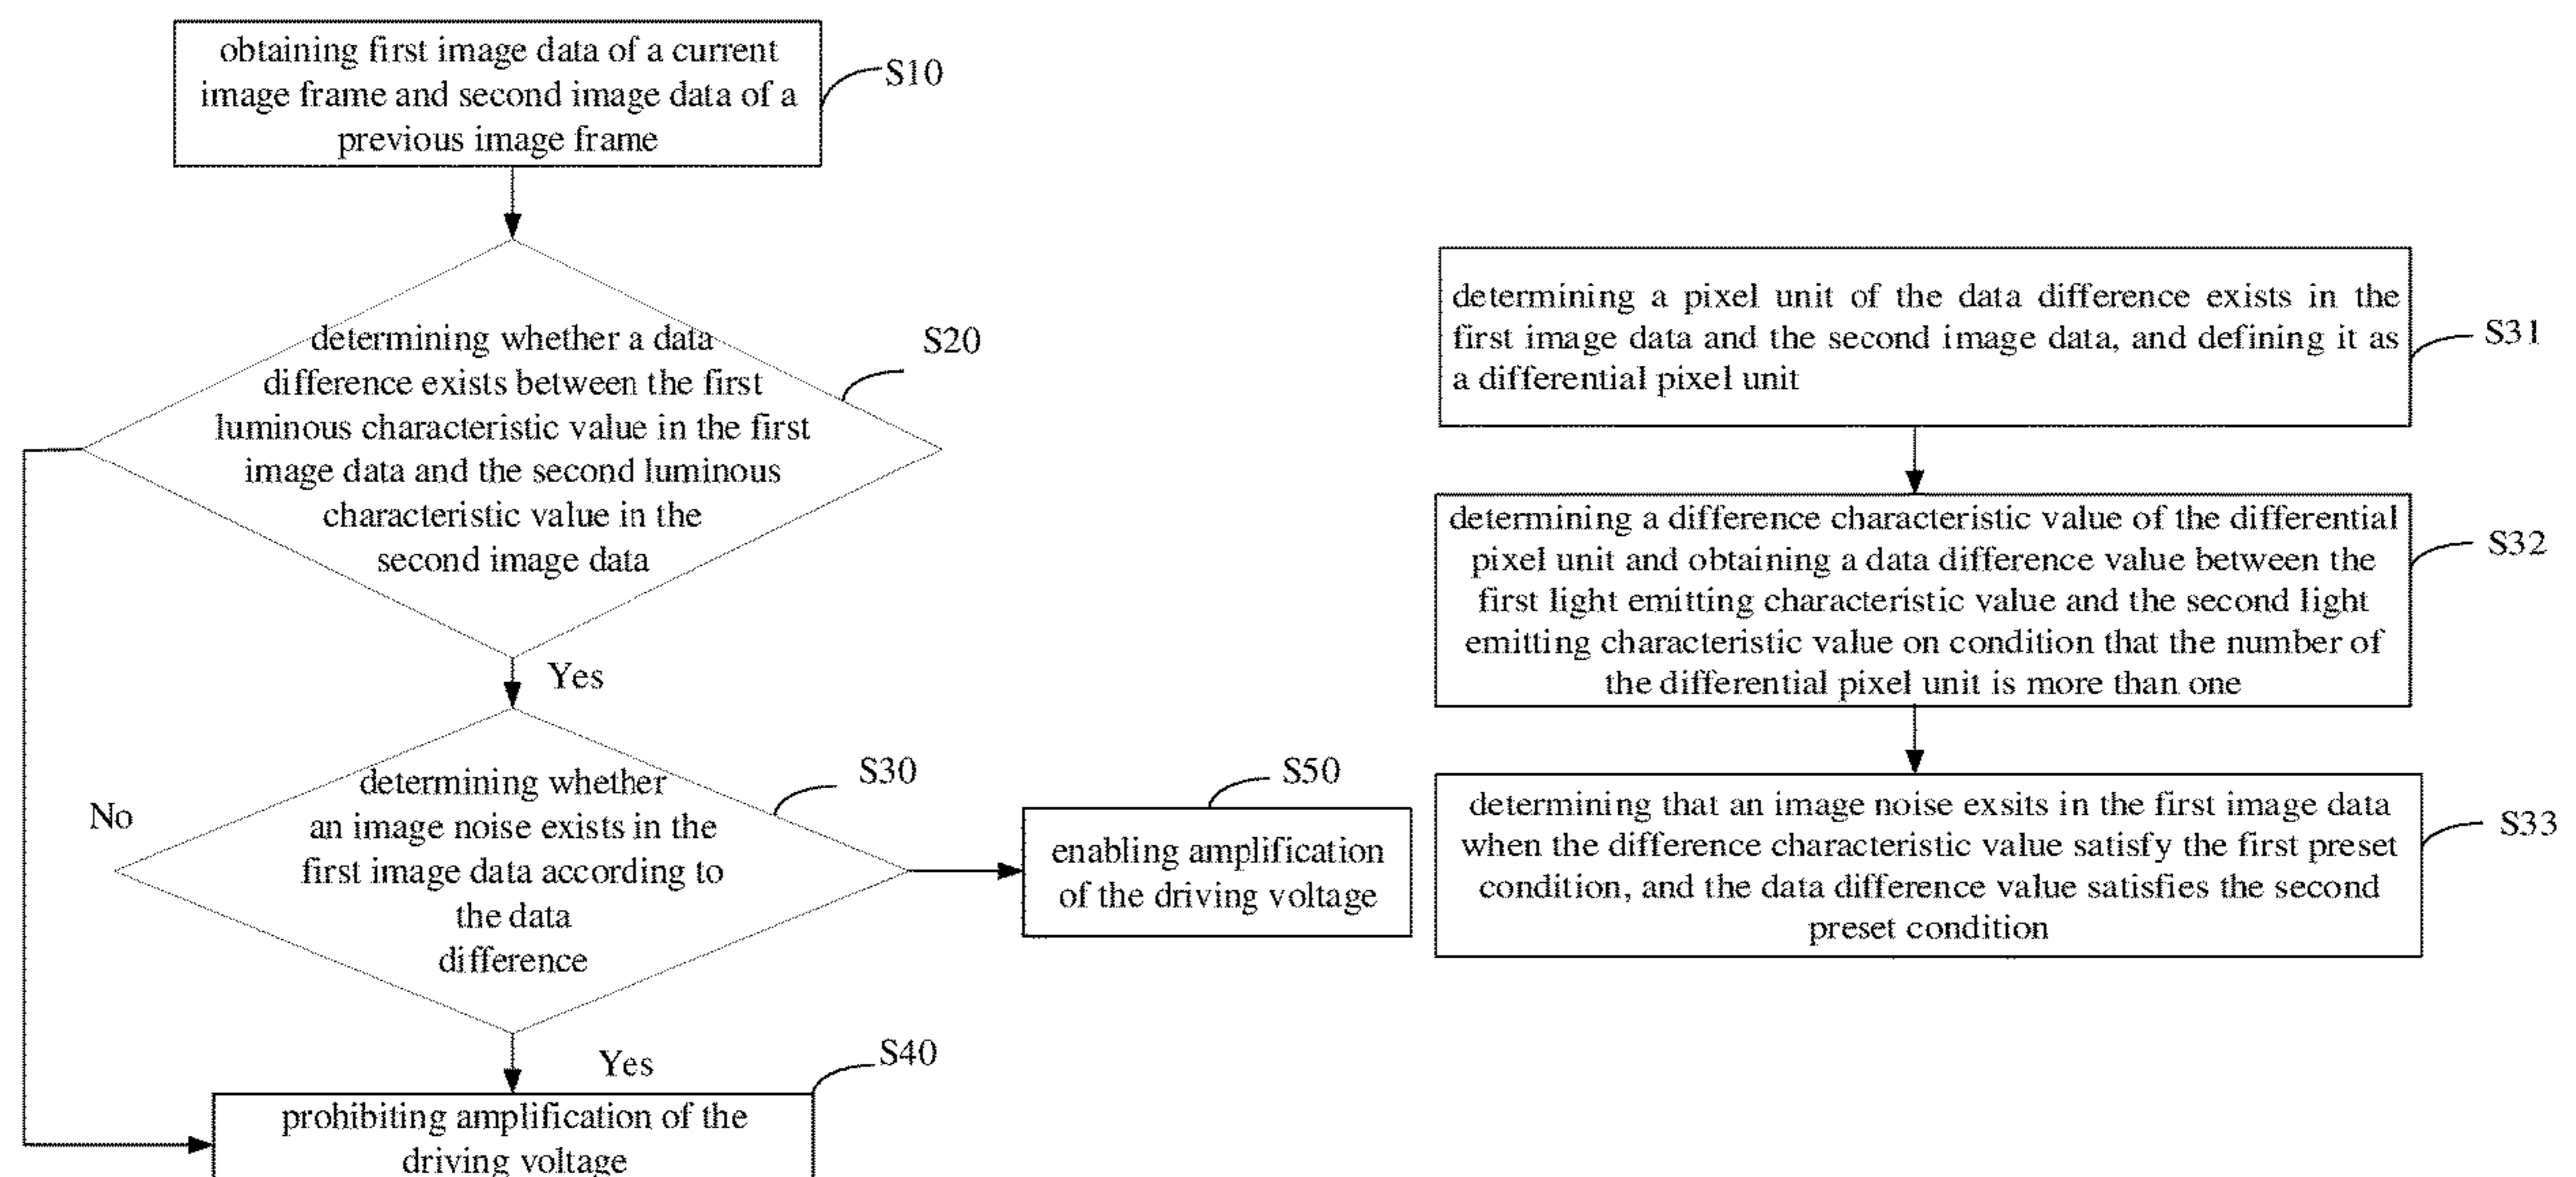 obtaining first image data of a current
image frame and second image data of a
previous image frame
S10
determining whether a data
difference exists between the first
luminous characteristic value in the first
image data and the second luminous
characteristic value in the
second image data
S20
Yes
No
determining whether
an image noise exists in the
first image data according to
the data
difference
S30
S50
enabling amplification
of the driving voltage
Yes
S40
prohibiting amplification of the
driving voltage
determining a pixel unit of the data difference exists in the
first image data and the second image data, and defining it as
a differential pixel unit
S31
determining a difference characteristic value of the differential
pixel unit and obtaining a data difference value between the
first light emitting characteristic value and the second light
emitting characteristic value on condition that the number of
the differential pixel unit is more than one
S32
determining that an image noise exsits in the first image data
when the difference characteristic value satisfy the first preset
condition, and the data difference value satisfies the second
preset condition
S33